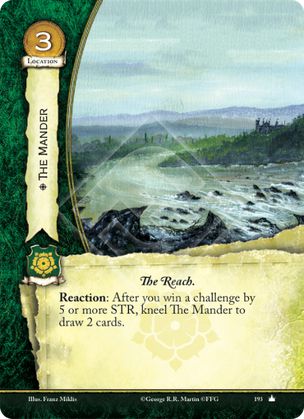 3
LOCATION
THE MANDER
The Reach.
Reaction: After you win a challenge by
5 or more STR, kneel The Mander to
draw 2 cards.
Illus. Franz Miklis ©George R.R. Martin ©FFG 193